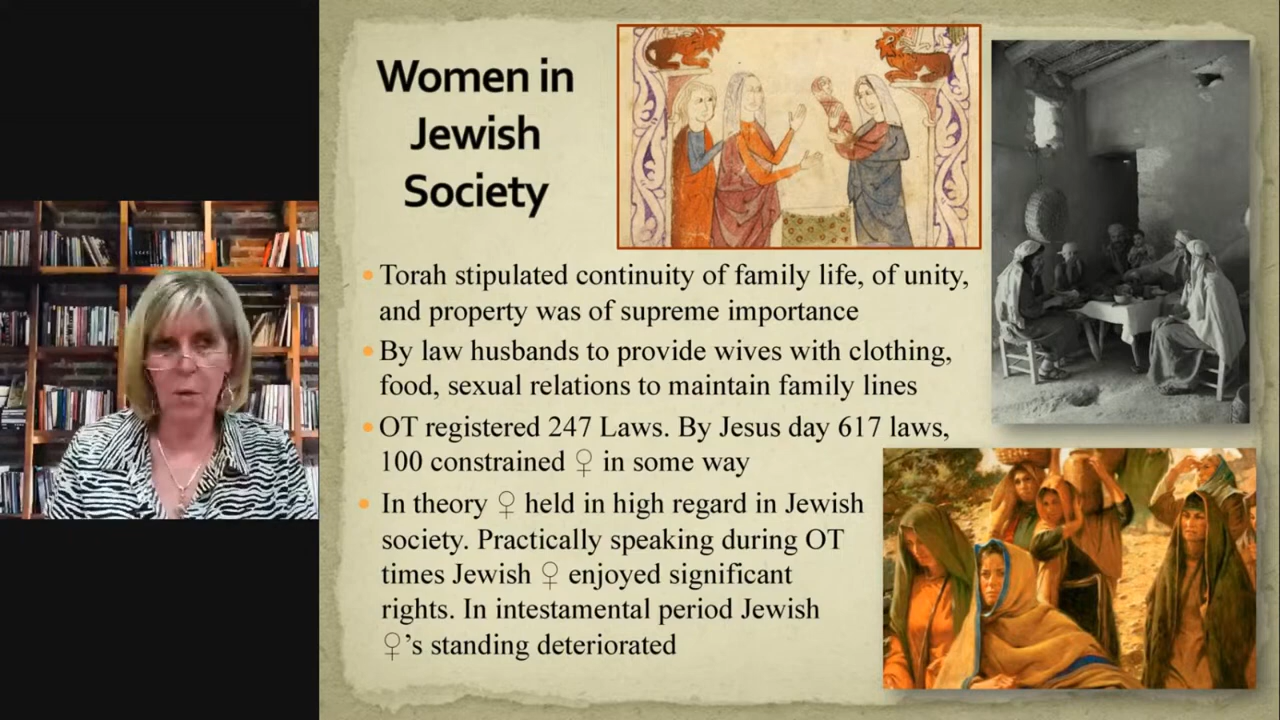 Women in
Jewish
Society
• Torah stipulated continuity of family life, of unity,
and property was of supreme importance
• By law husbands to provide wives with clothing,
food, sexual relations to maintain family lines
• OT registered 247 Laws. By Jesus day 617 laws,
100 constrained ♀ in some way
• In theory ♀ held in high regard in Jewish
society. Practically speaking during OT
times Jewish ♀ enjoyed significant
rights. In intestamental period Jewish
♀’s standing deteriorated